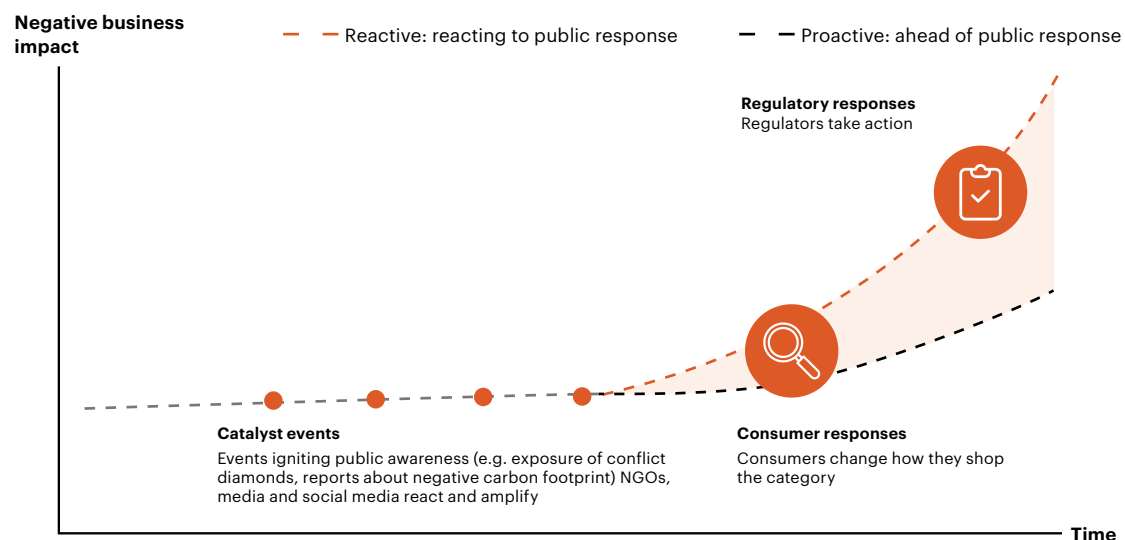 Negative business
impact
Reactive: reacting to public response
Proactive: ahead of public response
Regulatory responses
Regulators take action
Catalyst events
Events igniting public awareness (e.g. exposure of conflict
diamonds, reports about negative carbon footprint) NGOs,
media and social media react and amplify
Consumer responses
Consumers change how they shop
the category
Time